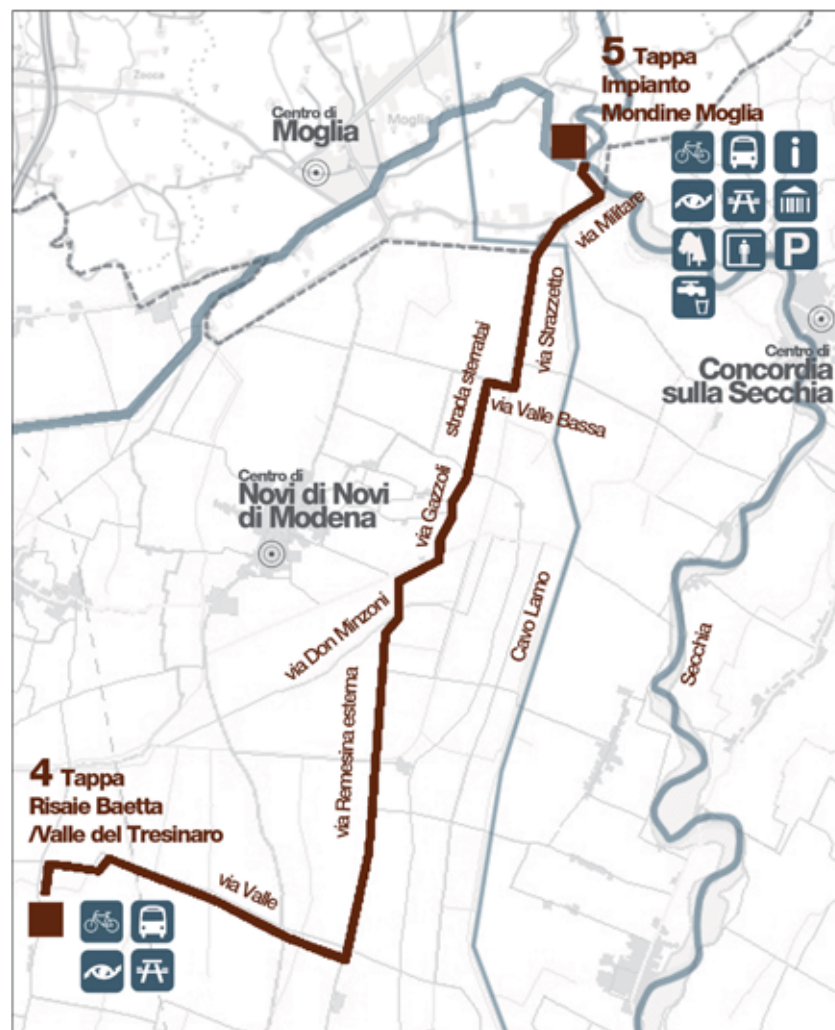 5 Tappa
Impianto
Mondine Moglia
Zocca
Centro di
Moglia
Moglia
i
P
via Militare
via Strazzetto
strada sterratai
via Valle Bassa
Centro di
Concordia
sulla Secchia
Centro di
Novi di Novi
di Modena
via Gazzoli
via Don Minzoni
Cavo Lamo
Secchia
via Remesina esterna
4 Tappa
Risaie Baetta
/Valle del Tresinaro
via Valle